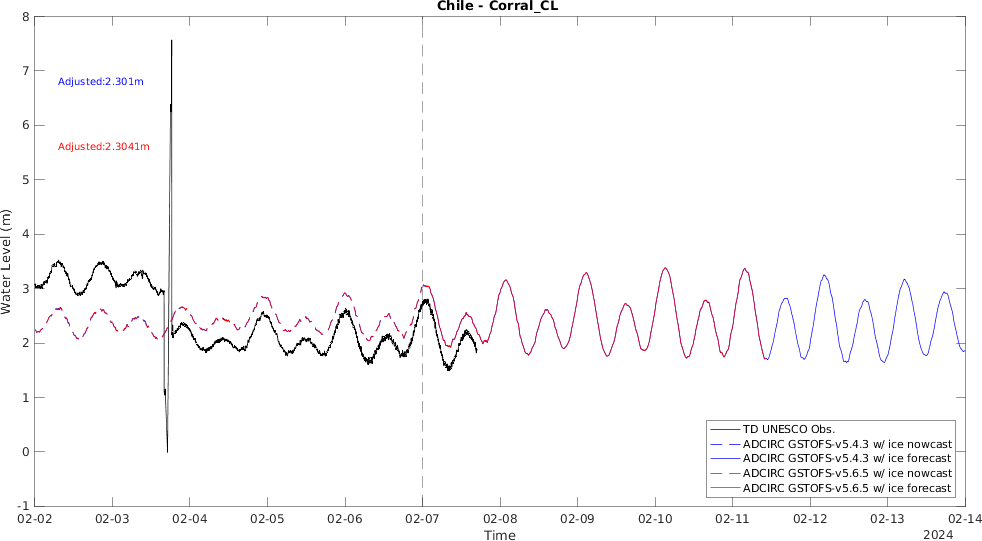 Chile - Corral_CL
8
7
6
5
4
3
2
1
0
-1
Water Level (m)
Adjusted:2.301m
Adjusted:2.3041m
TD UNESCO Obs.
ADCIRC GSTOFS-v5.4.3 w/ ice nowcast
ADCIRC GSTOFS-v5.4.3 w/ ice forecast
ADCIRC GSTOFS-v5.6.5 w/ ice nowcast
ADCIRC GSTOFS-v5.6.5 w/ ice forecast
02-02 02-03 02-04 02-05 02-06 02-07 02-08 02-09 02-10 02-11 02-12 02-13 02-14
Time
2024